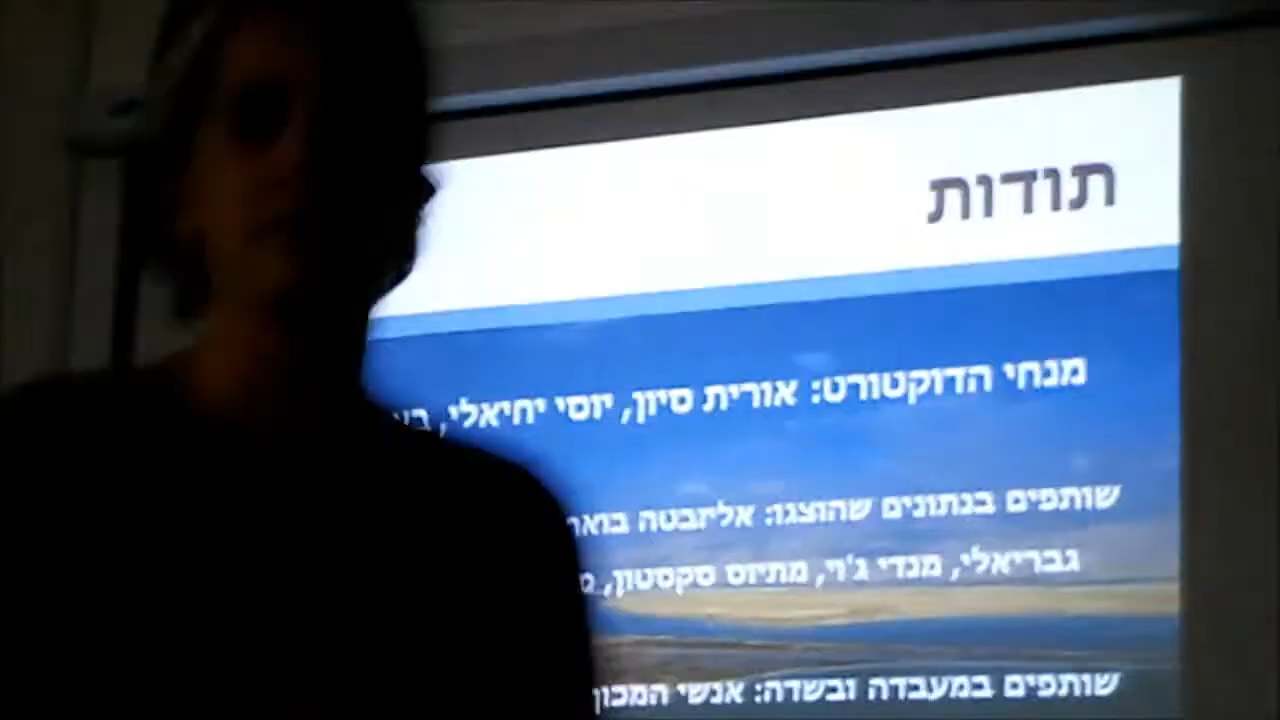 תודות
מנחי הדוקטורט: אורית סיון, יוסי יחיאלי,
שותפים בנתונים שהוצגו: אליזבטה
גבריאלי, מנדי ג'וי, מתיוס סקסטון,
שותפים במעבדה ובשדה: אנשי המכון